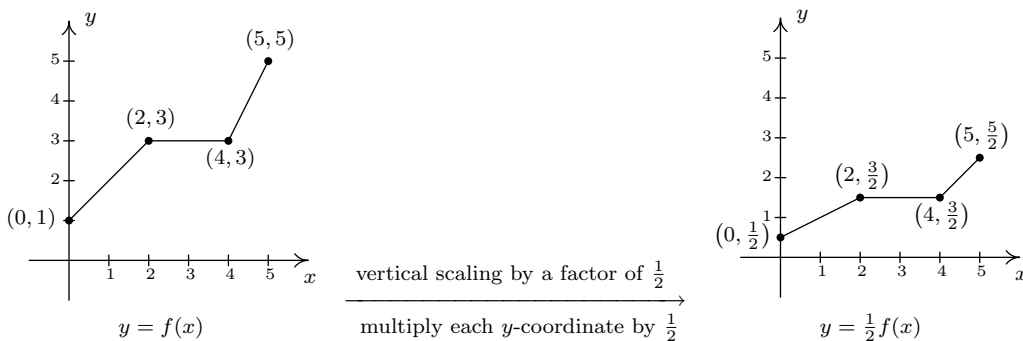 y
(5, 5)
5
4
(2, 3)
3
(4, 3)
2
(0, 1)
1 2 3 4 5
x
y = f(x)
vertical scaling by a factor of 1/2
multiply each y-coordinate by 1/2
y
5
4
3
(5, 5/2)
(2, 3/2)
2
(4, 3/2)
1
(0, 1/2)
1 2 3 4 5
x
y = 1/2 f(x)